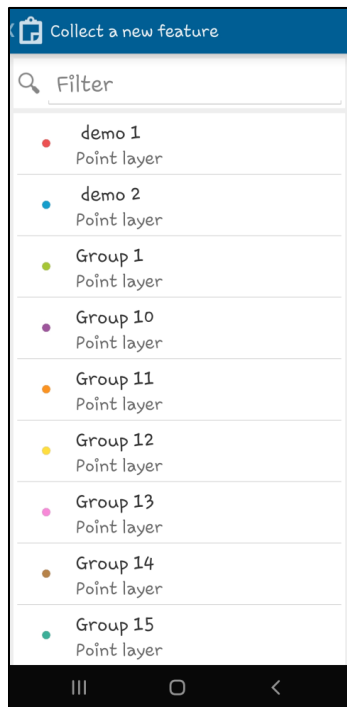 Collect a new feature
Filter
demo 1
Point layer
demo 2
Point layer
Group 1
Point layer
Group 10
Point layer
Group 11
Point layer
Group 12
Point layer
Group 13
Point layer
Group 14
Point layer
Group 15
Point layer